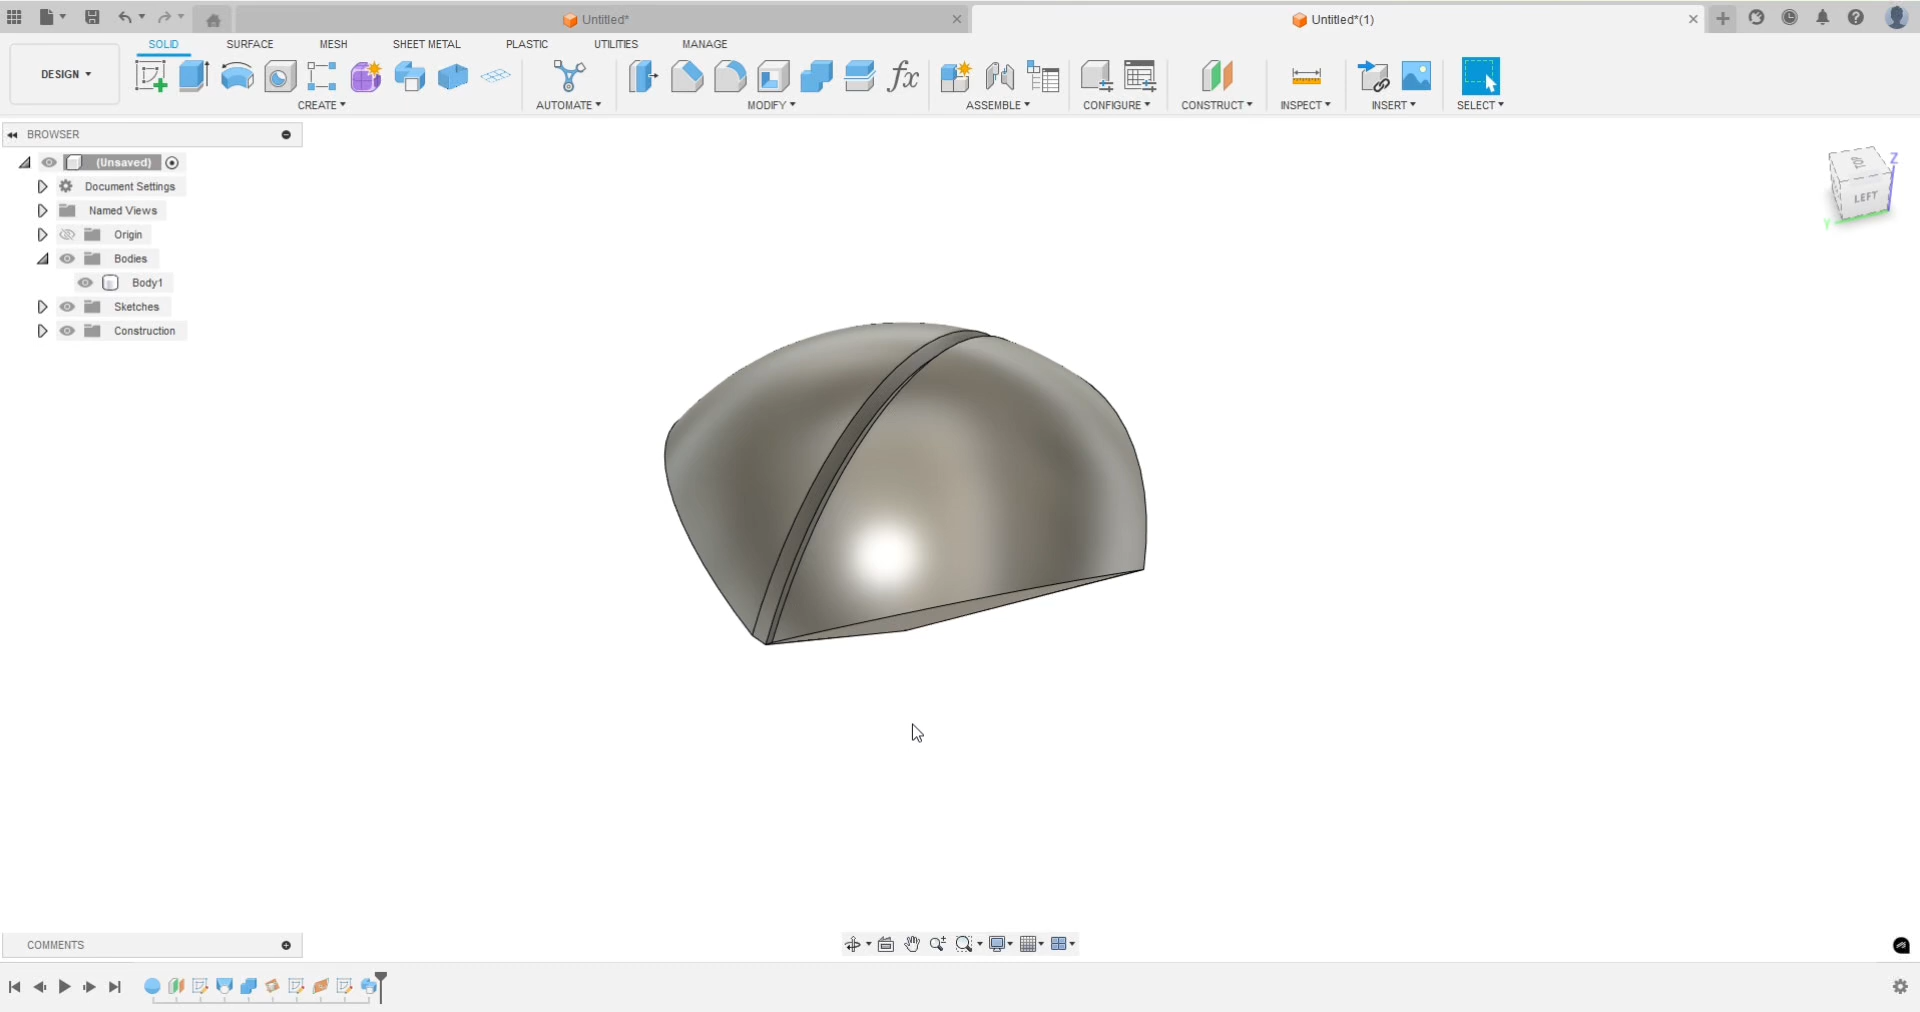 Untitled*
Untitled*(1)
SOLID SURFACE MESH SHEET METAL PLASTIC UTILITIES MANAGE
DESIGN
fx
CREATE AUTOMATE MODIFY ASSEMBLE CONFIGURE CONSTRUCT INSPECT INSERT SELECT
BROWSER
(Unsaved)
Document Settings
Named Views
Origin
Bodies
Body1
Sketches
Construction
Z
LEFT
Y
COMMENTS